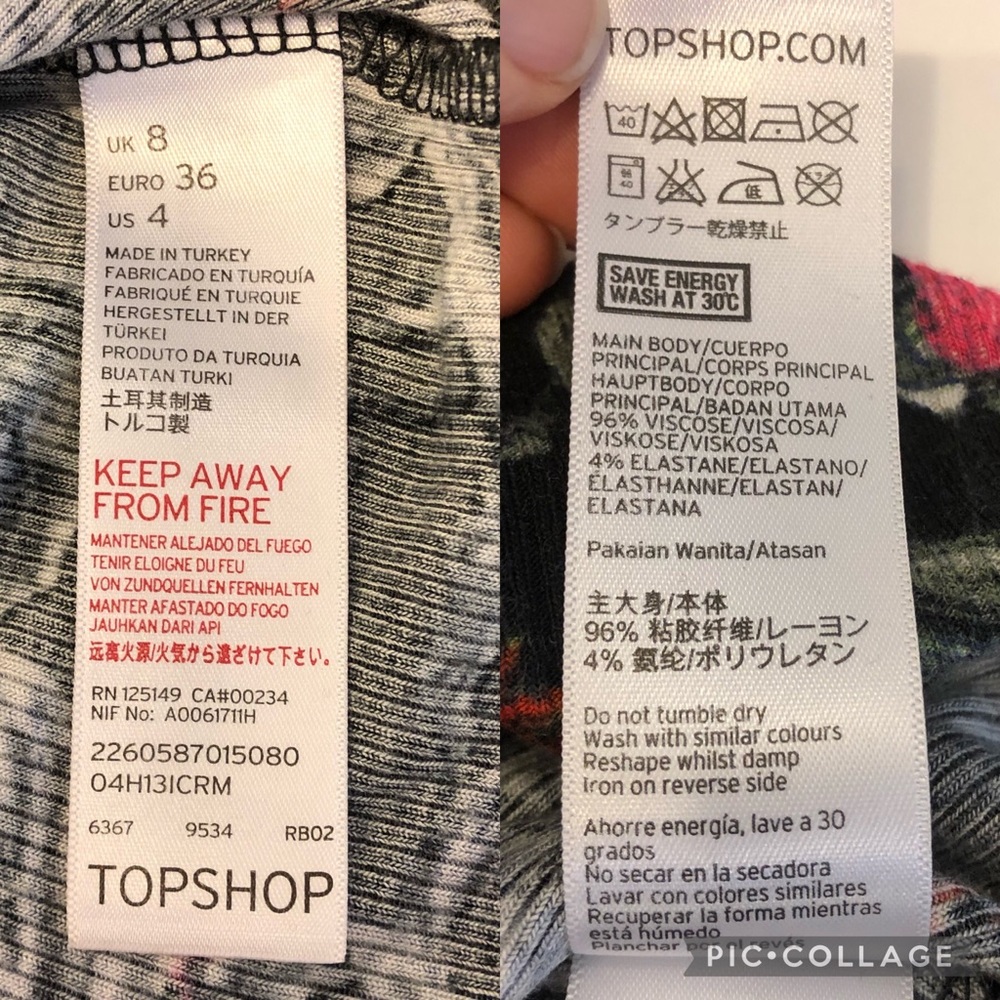 UK 8
EURO 36
US 4
MADE IN TURKEY
FABRICADO EN TURQUÍA
FABRIQUÉ EN TURQUIE
HERGESTELLT IN DER
TÜRKEI
PRODUTO DA TURQUIA
BUATAN TURKI
土耳其制造
トルコ製
KEEP AWAY
FROM FIRE
MANTENER ALEJADO DEL FUEGO
TENIR ELOIGNE DU FEU
VON ZUNDQUELLEN FERNHALTEN
MANTER AFASTADO DO FOGO
JAUHKAN DARI API
远离火源/火気から遠ざけて下さい。
RN 125149 CA#00234
NIF No: A0061711H
2260587015080
04H13ICRM
6367 9534 RB02
TOPSHOP
TOPSHOP.COM
40
40 低
タンブラー乾燥禁止
SAVE ENERGY
WASH AT 30°C
MAIN BODY/CUERPO
PRINCIPAL/CORPS PRINCIPAL
HAUPTBODY/CORPO
PRINCIPAL/BADAN UTAMA
96% VISCOSE/VISCOSA/
VISKOSE/VISKOSA
4% ELASTANE/ELASTANO/
ÉLASTHANNE/ELASTAN/
ELASTANA
Pakaian Wanita/Atasan
主大身/本体
96% 粘胶纤维/レーヨン
4% 氨纶/ポリウレタン
Do not tumble dry
Wash with similar colours
Reshape whilst damp
Iron on reverse side
Ahorre energía, lave a 30
grados
No secar en la secadora
Lavar con colores similares
Recuperar la forma mientras
está húmedo
Planchar por el revés
PIC•COLLAGE